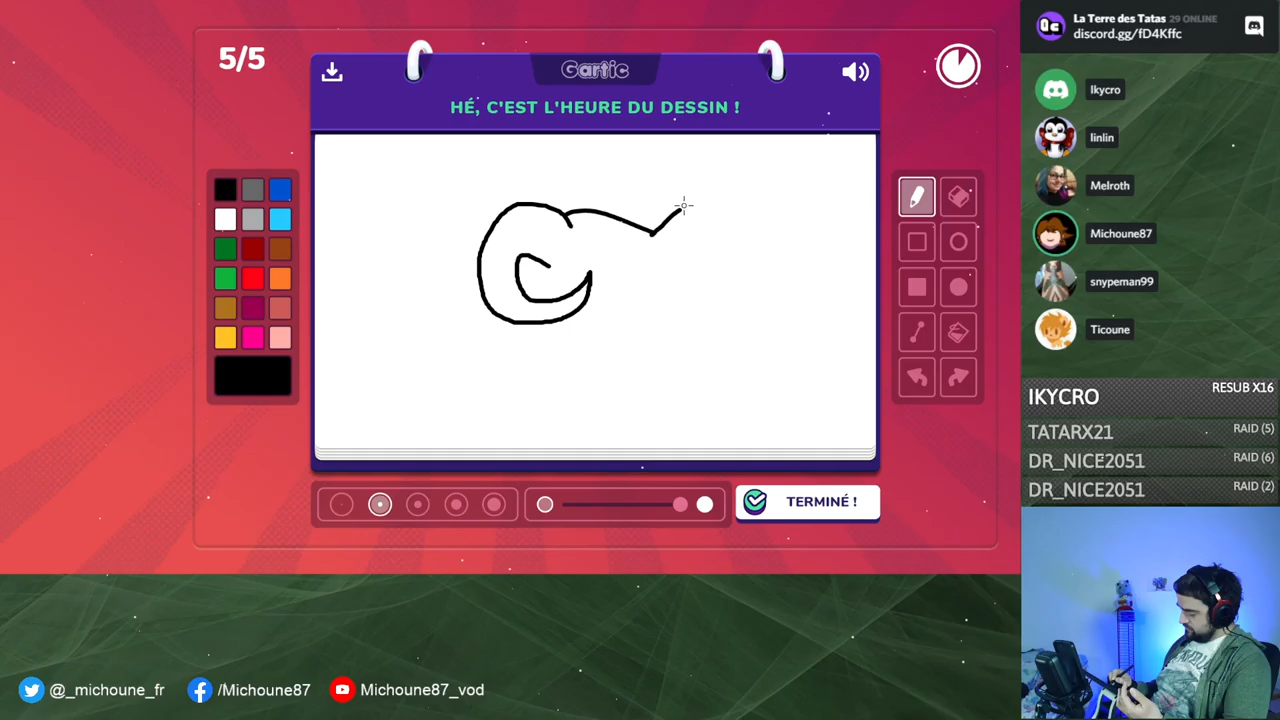 5/5
Gartic
HÉ, C'EST L'HEURE DU DESSIN !
TERMINÉ !
La Terre des Tatas 29 ONLINE
discord.gg/fD4Kffc
Ikycro
linlin
Melroth
Michoune87
snypeman99
Ticoune
IKYCRO RESUB X16
TATARX21 RAID (5)
DR_NICE2051 RAID (6)
DR_NICE2051 RAID (2)
@_michoune_fr /Michoune87 Michoune87_vod